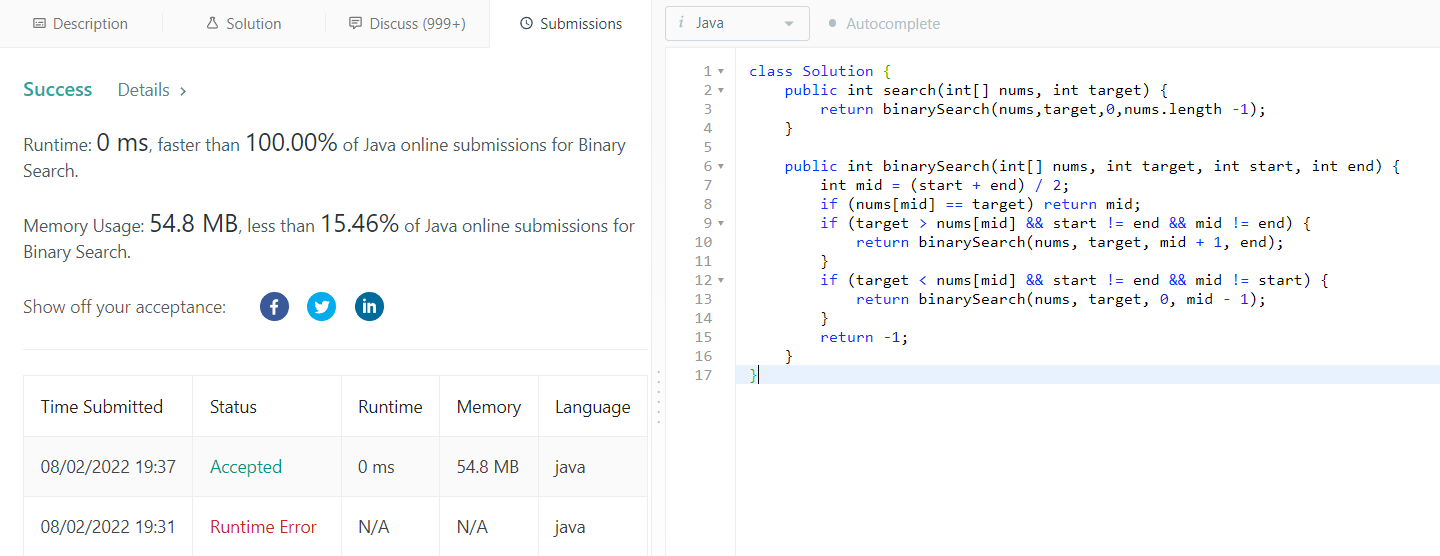 Description
Solution
Discuss (999+)
Submissions
Success
Details >
Runtime: 0 ms, faster than 100.00% of Java online submissions for Binary
Search.
Memory Usage: 54.8 MB, less than 15.46% of Java online submissions for
Binary Search.
Show off your acceptance:
Time Submitted Status Runtime Memory Language
08/02/2022 19:37 Accepted 0 ms 54.8 MB java
08/02/2022 19:31 Runtime Error N/A N/A java
i Java
Autocomplete
1 class Solution {
2     public int search(int[] nums, int target) {
3         return binarySearch(nums,target,0,nums.length -1);
4     }
5
6     public int binarySearch(int[] nums, int target, int start, int end) {
7         int mid = (start + end) / 2;
8         if (nums[mid] == target) return mid;
9         if (target > nums[mid] && start != end && mid != end) {
10             return binarySearch(nums, target, mid + 1, end);
11         }
12         if (target < nums[mid] && start != end && mid != start) {
13             return binarySearch(nums, target, 0, mid - 1);
14         }
15         return -1;
16     }
17 }